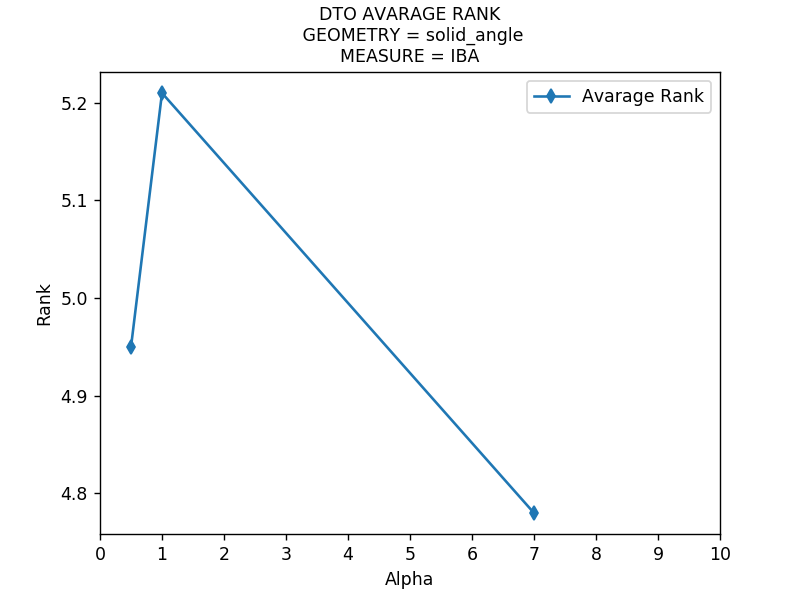 DTO AVARAGE RANK
GEOMETRY = solid_angle
MEASURE = IBA
Avarage Rank
5.2
5.1
5.0
4.9
4.8
Rank
0 1 2 3 4 5 6 7 8 9 10
Alpha